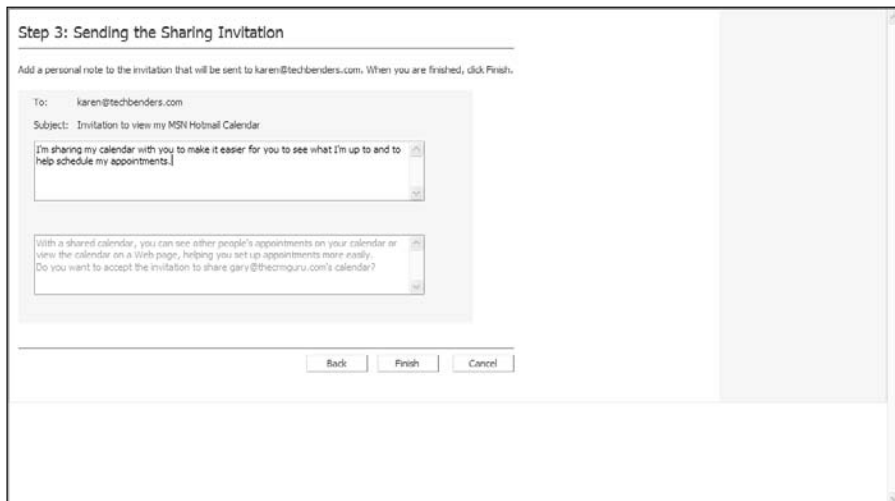 Step 3: Sending the Sharing Invitation
Add a personal note to the invitation that will be sent to karen@techbenders.com. When you are finished, click Finish.
To: karen@techbenders.com
Subject: Invitation to view my MSN Hotmail Calendar
I'm sharing my calendar with you to make it easier for you to see what I'm up to and to
help schedule my appointments.
With a shared calendar, you can see other people's appointments on your calendar or
view the calendar on a Web page, helping you set up appointments more easily.
Do you want to accept the invitation to share gary@thecrmguru.com's calendar?
Back Finish Cancel